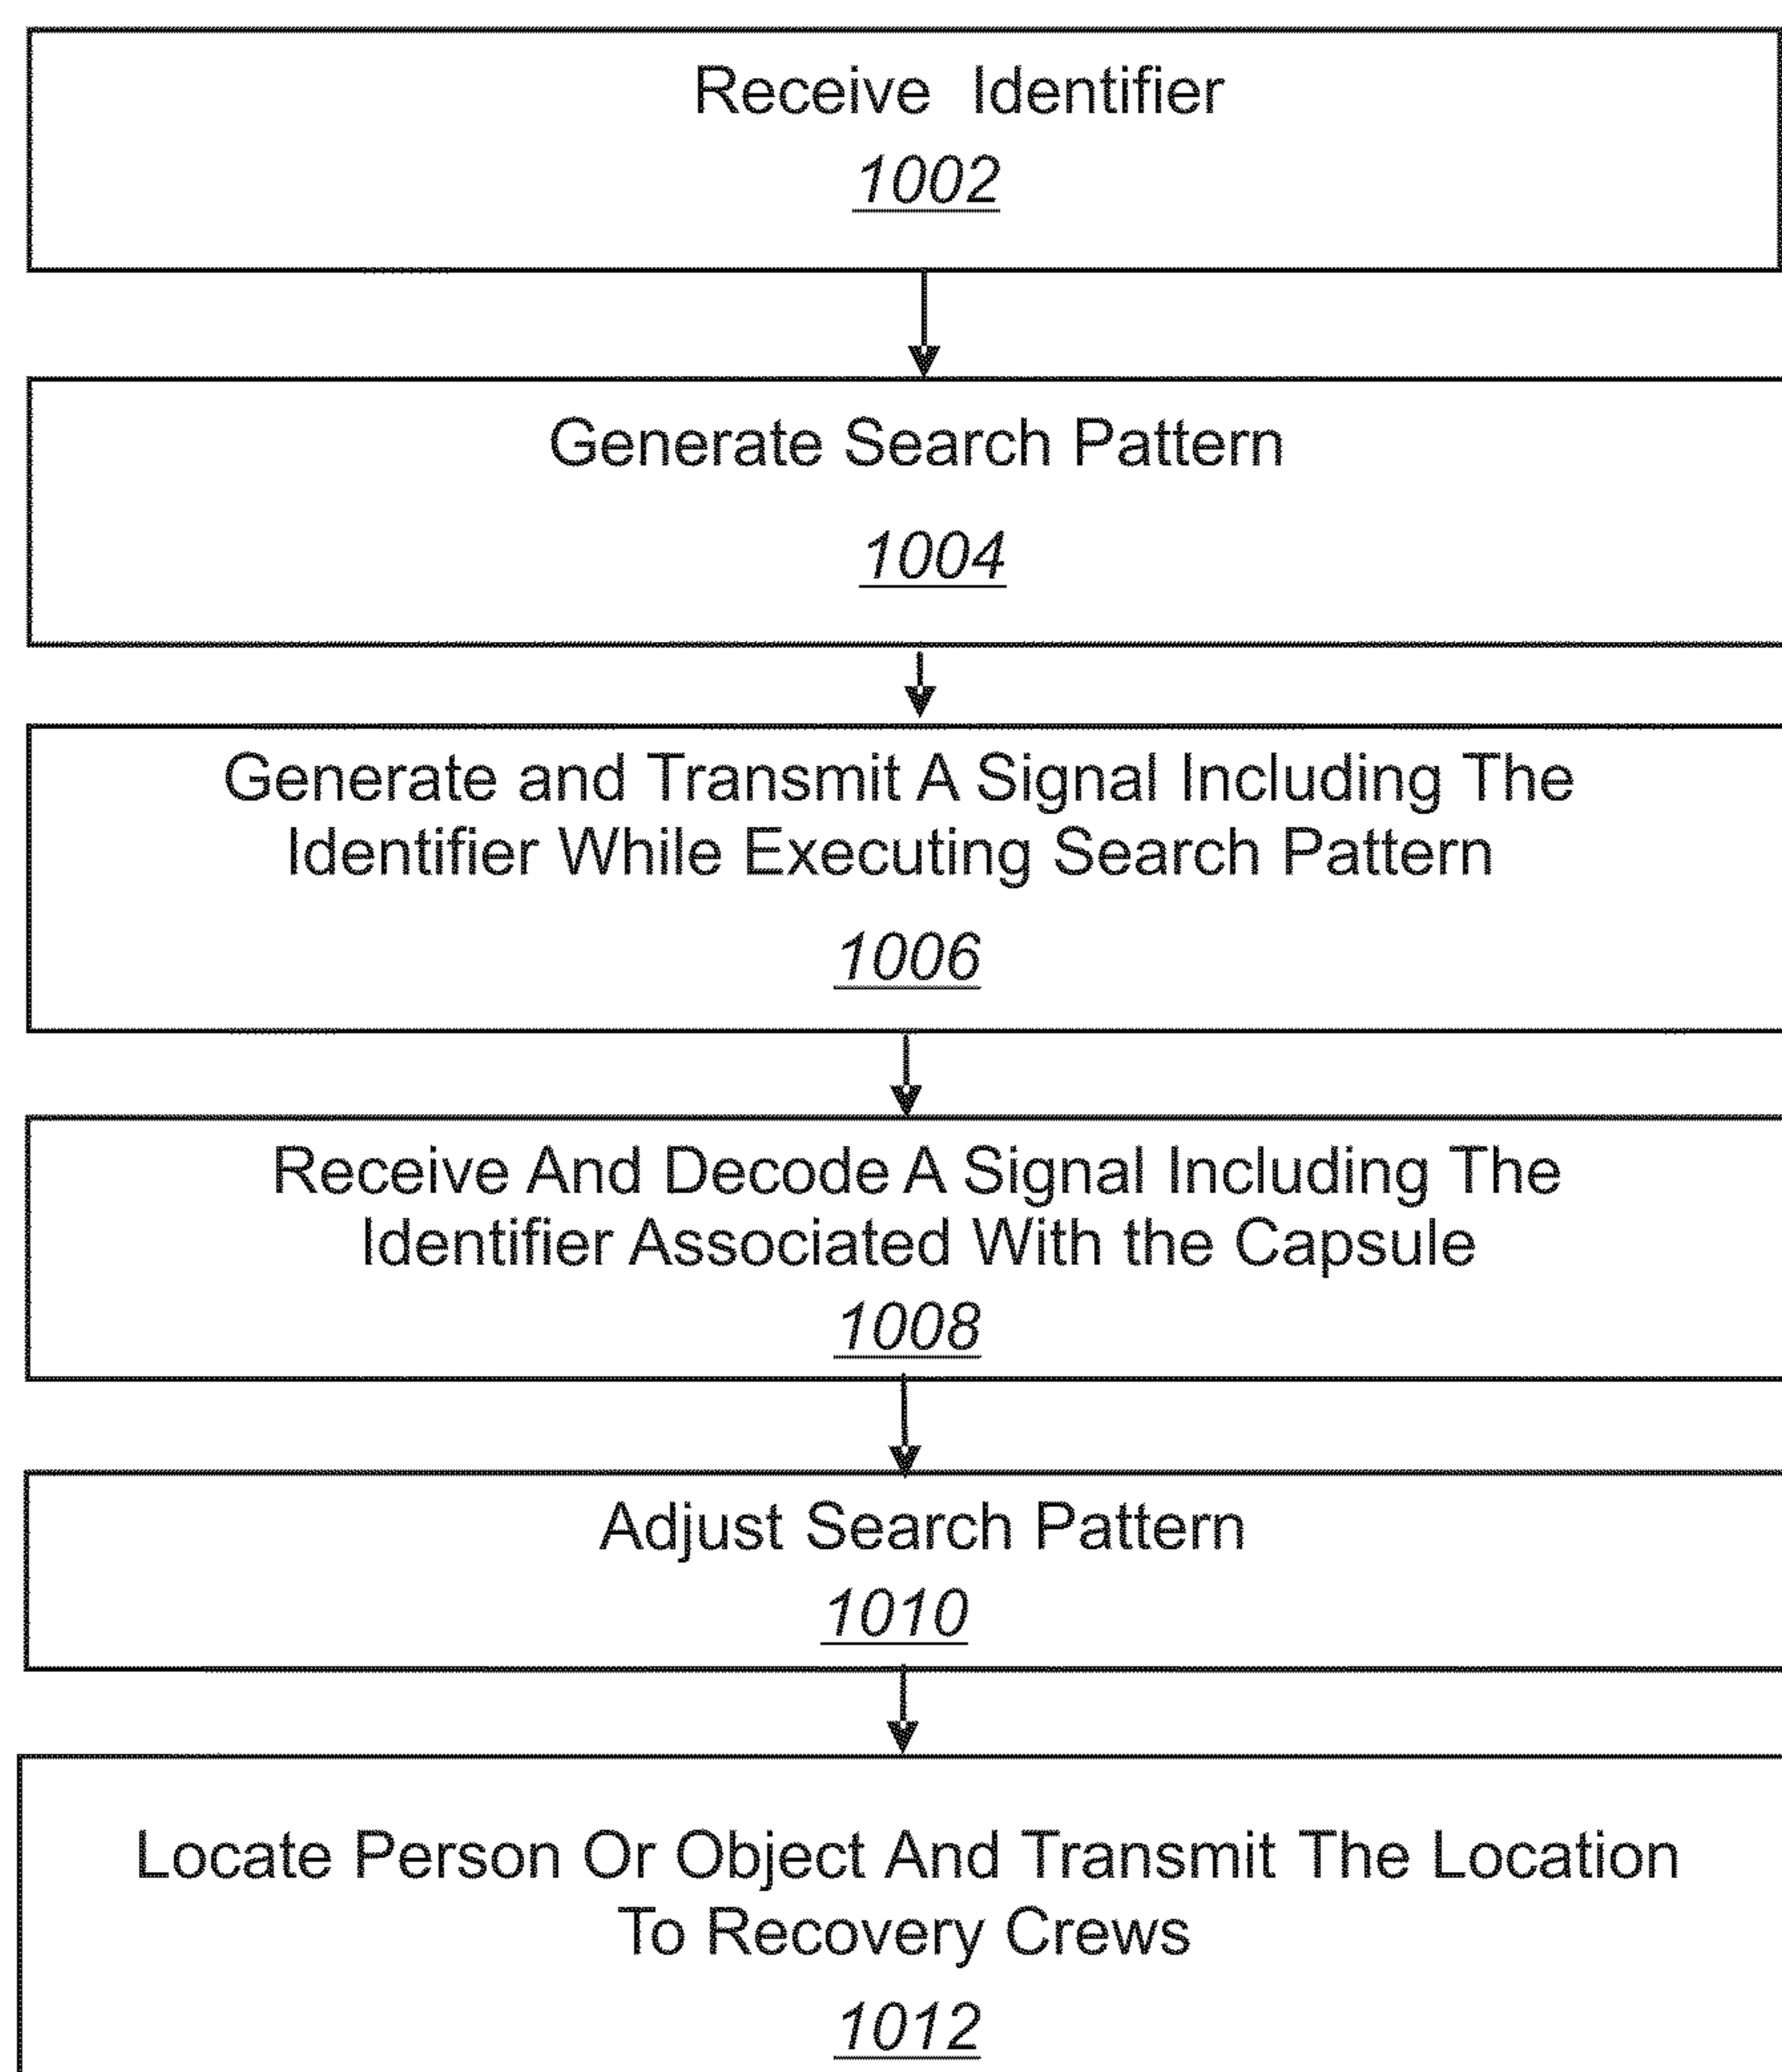 Receive Identifier
1002
Generate Search Pattern
1004
Generate and Transmit A Signal Including The
Identifier While Executing Search Pattern
1006
Receive And Decode A Signal Including The
Identifier Associated With the Capsule
1008
Adjust Search Pattern
1010
Locate Person Or Object And Transmit The Location
To Recovery Crews
1012